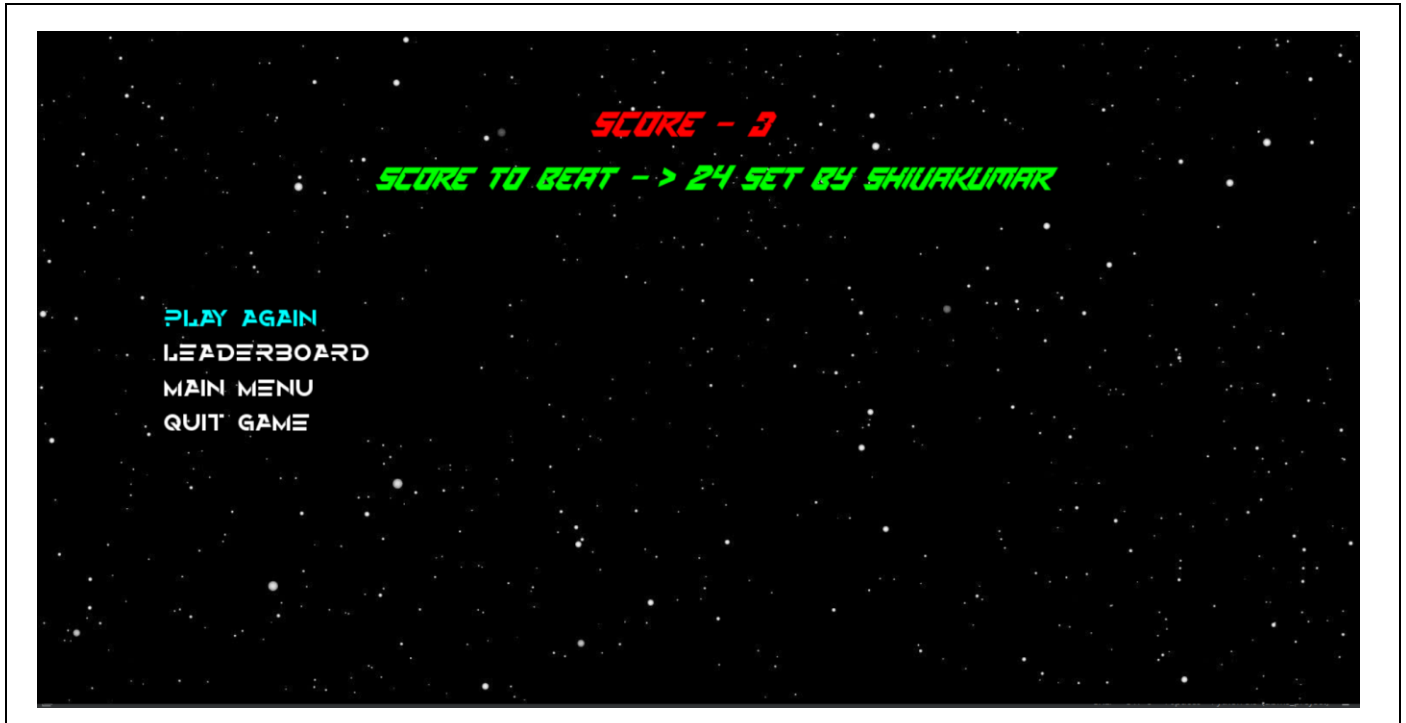 SCORE - 3
SCORE TO BEAT - > 24 SET BY SHIVAKUMAR
PLAY AGAIN
LEADERBOARD
MAIN MENU
QUIT GAME